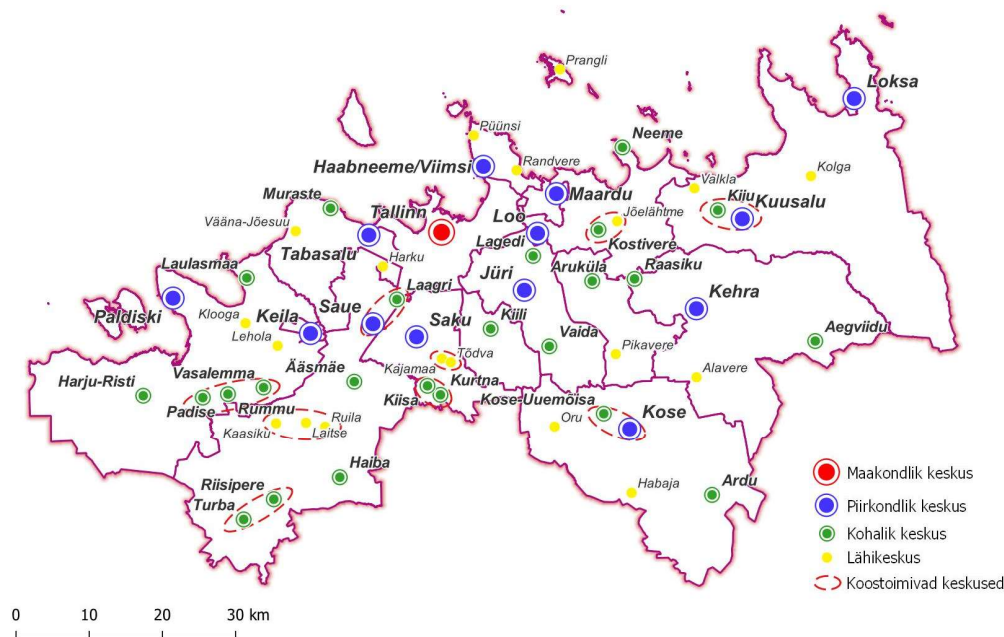 Prangli
Loksa
Püünsi
Neeme
Haabneeme/Viimsi
Randvere
Kolga
Valkla
Muraste
Maardu
Kiiu
Kuusalu
Tallinn
Loo
Jõelähtme
Vääna-Jõesuu
Kostivere
Tabasalu
Lagedi
Harku
Laulasmaa
Jüri
Aruküla
Raasiku
Laagri
Kehra
Paldiski
Klooga
Keila
Saue
Saku
Kiili
Vaida
Aegviidu
Lehola
Tõdva
Pikavere
Ääsmäe
Kajamaa
Alavere
Harju-Risti
Vasalemma
Kurtna
Padise
Rummu
Kiisa
Kose-Uuemõisa
Kose
Ruila
Oru
Kaasiku
Laitse
Haiba
Riisipere
Habaja
Ardu
Turba
Maakondlik keskus
Piirkondlik keskus
Kohalik keskus
Lähikeskus
Koostoimivad keskused
0 10 20 30 km